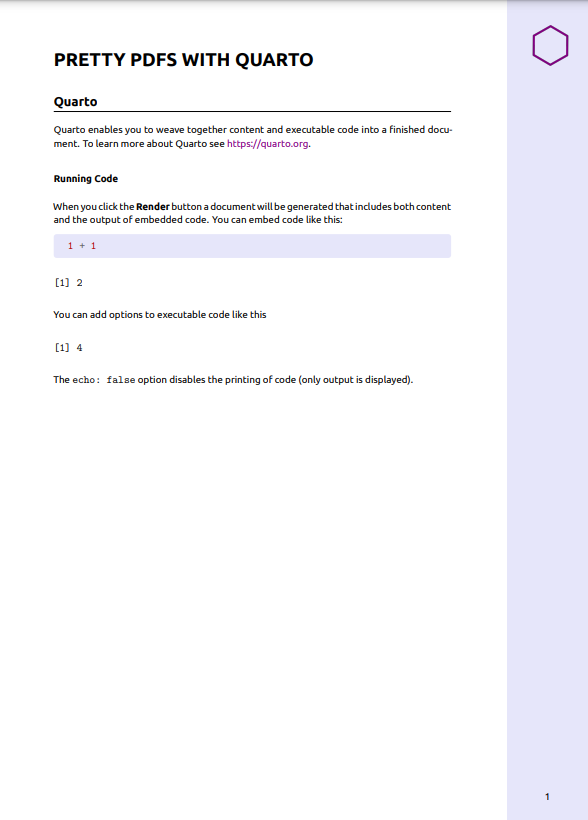 PRETTY PDFS WITH QUARTO
Quarto
Quarto enables you to weave together content and executable code into a finished docu-
ment. To learn more about Quarto see https://quarto.org.
Running Code
When you click the Render button a document will be generated that includes both content
and the output of embedded code. You can embed code like this:
1 + 1
[1] 2
You can add options to executable code like this
[1] 4
The echo: false option disables the printing of code (only output is displayed).
1